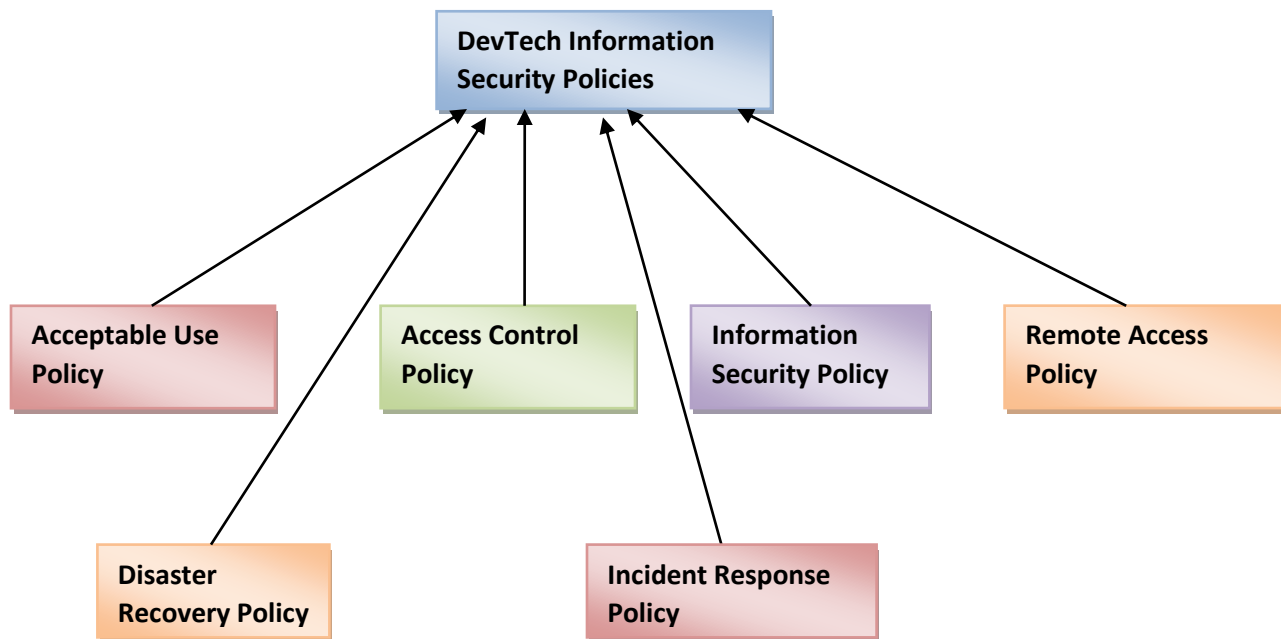 DevTech Information
Security Policies
Acceptable Use
Policy
Access Control
Policy
Information
Security Policy
Remote Access
Policy
Disaster
Recovery Policy
Incident Response
Policy